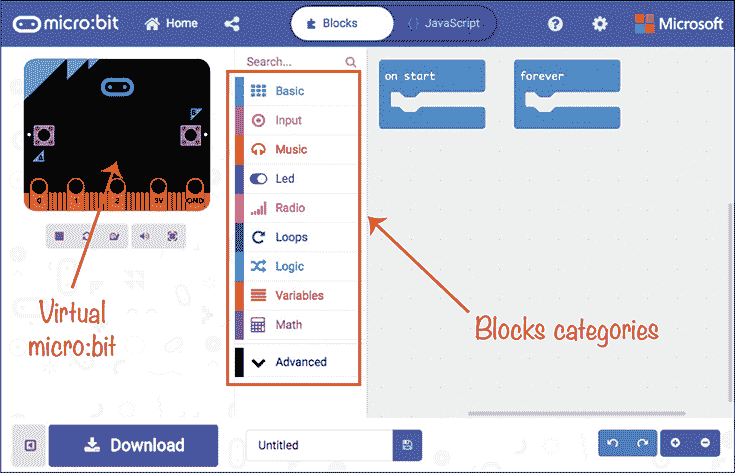 micro:bit
Home
Blocks
{} JavaScript
?
Microsoft
Search...
Basic
Input
Music
Led
Radio
Loops
Logic
Variables
Math
Advanced
on start
forever
B
A
0 1 2 3V GND
Virtual
micro:bit
Blocks categories
Download
Untitled